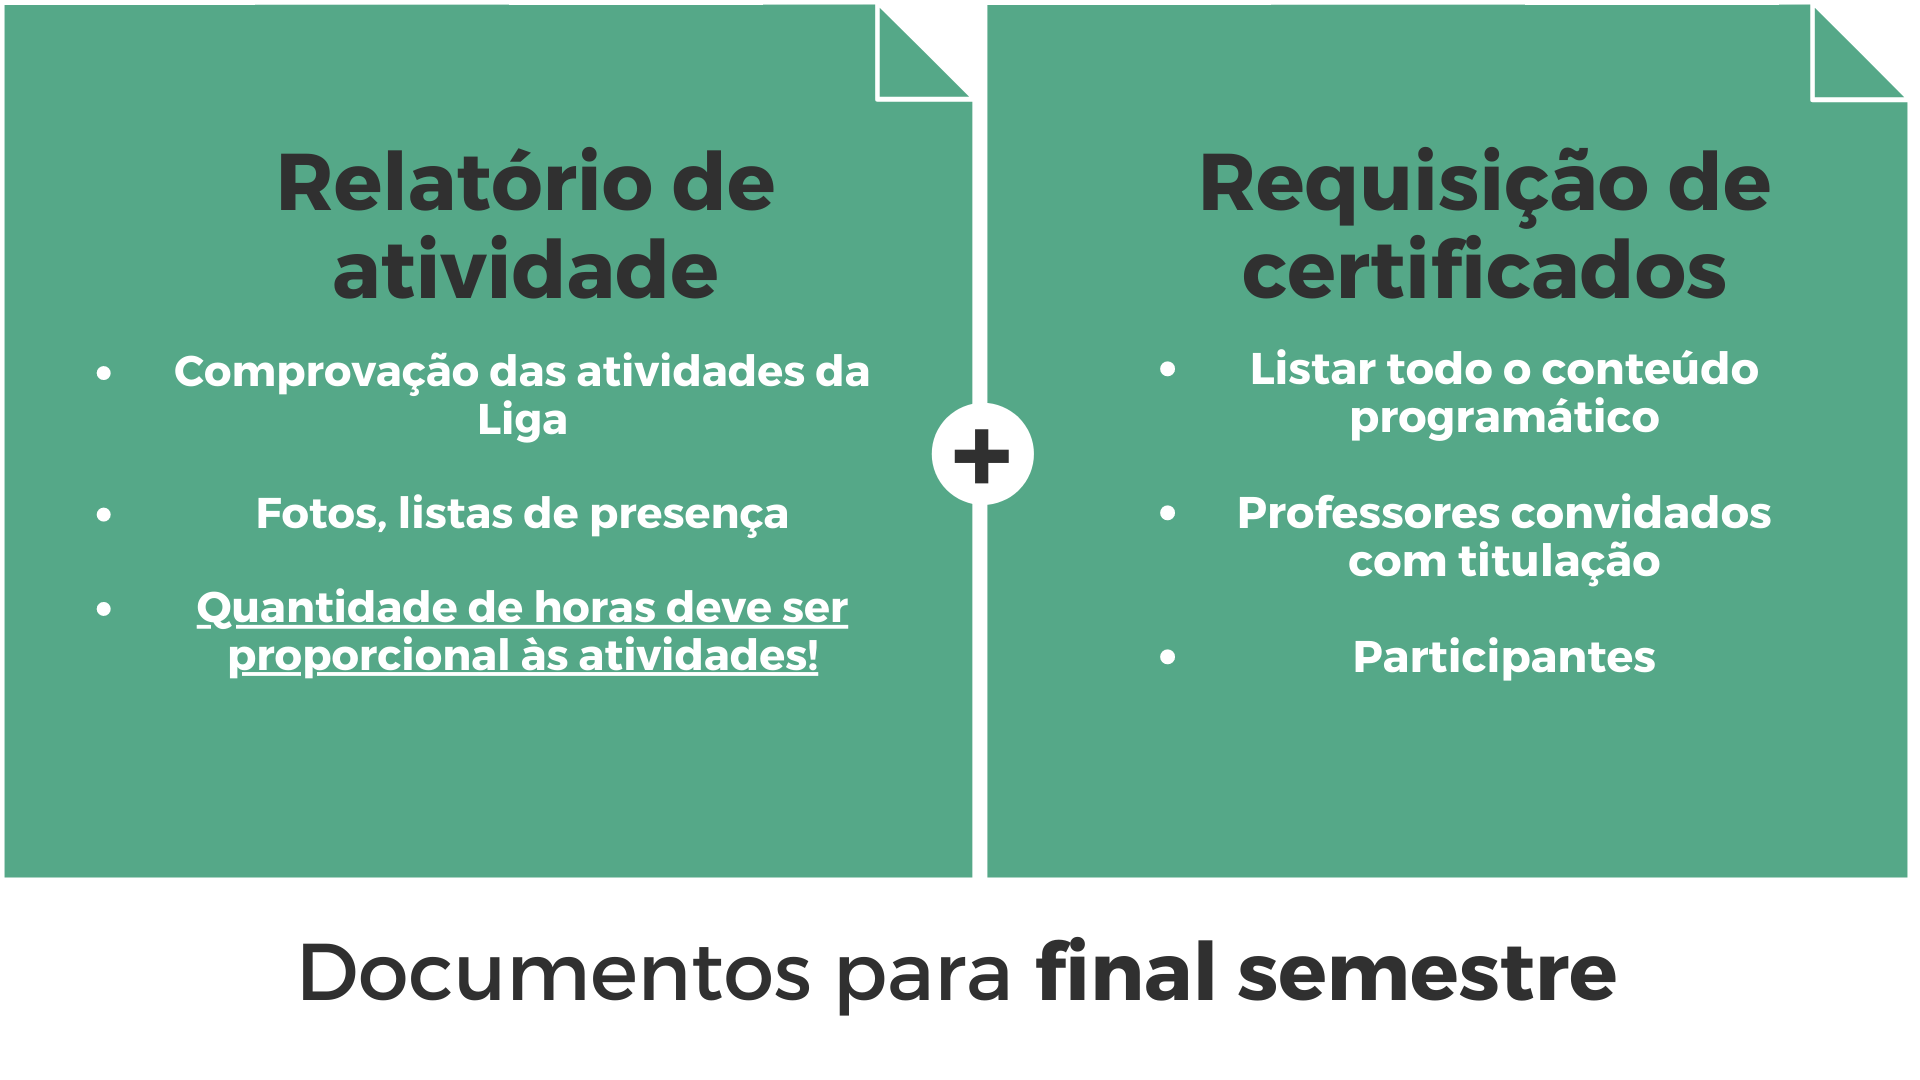 Relatório de
atividade
• Comprovação das atividades da
Liga
• Fotos, listas de presença
• Quantidade de horas deve ser
proporcional às atividades!
+
Requisição de
certificados
• Listar todo o conteúdo
programático
• Professores convidados
com titulação
• Participantes
Documentos para final semestre